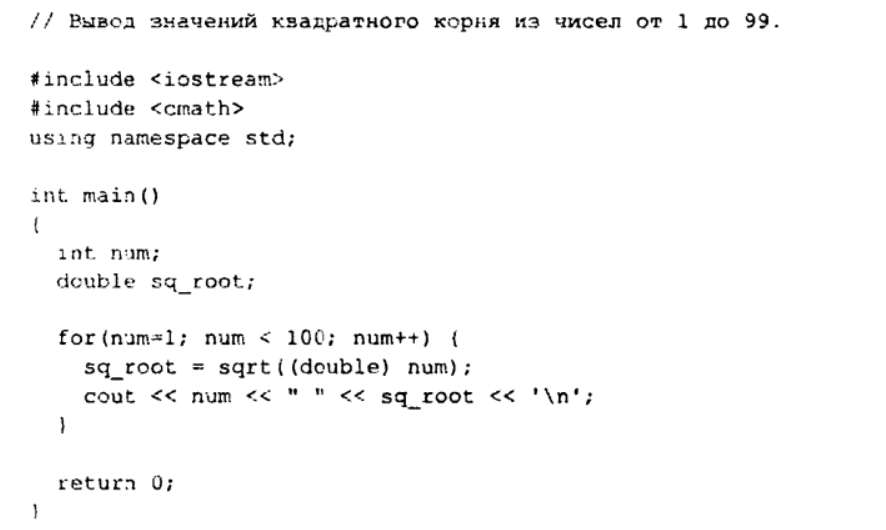 // Вывод значений квадратного корня из чисел от 1 до 99.
#include <iostream>
#include <cmath>
using namespace std;
int main()
{
int num;
double sq_root;
for(num=1; num < 100; num++) {
sq_root = sqrt((double) num);
cout << num << " " << sq_root << '\n';
}
return 0;
}